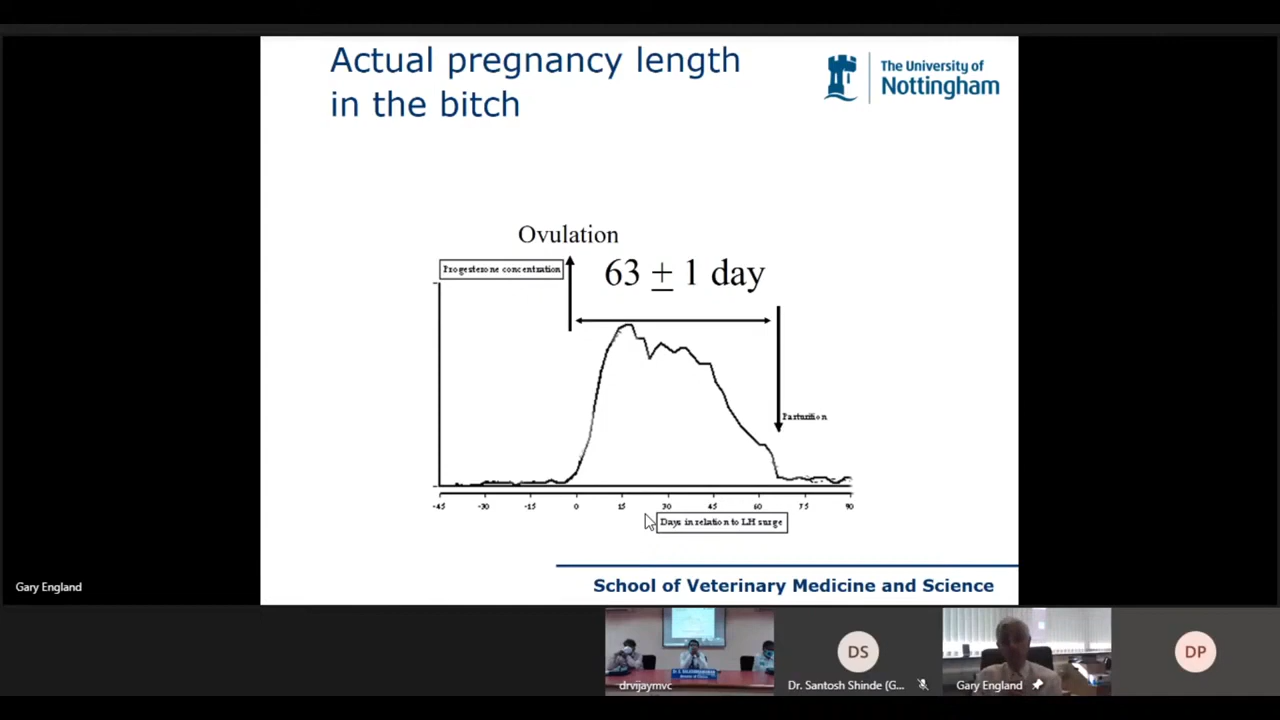 Actual pregnancy length
in the bitch
The University of
Nottingham
Ovulation
Progesterone concentration
63 ± 1 day
Parturition
-45 -30 -15 0 15 30 45 60 75 90
Days in relation to LH surge
School of Veterinary Medicine and Science
Gary England
drvijaymvc
DS
Dr. Santosh Shinde (G...
Gary England
DP